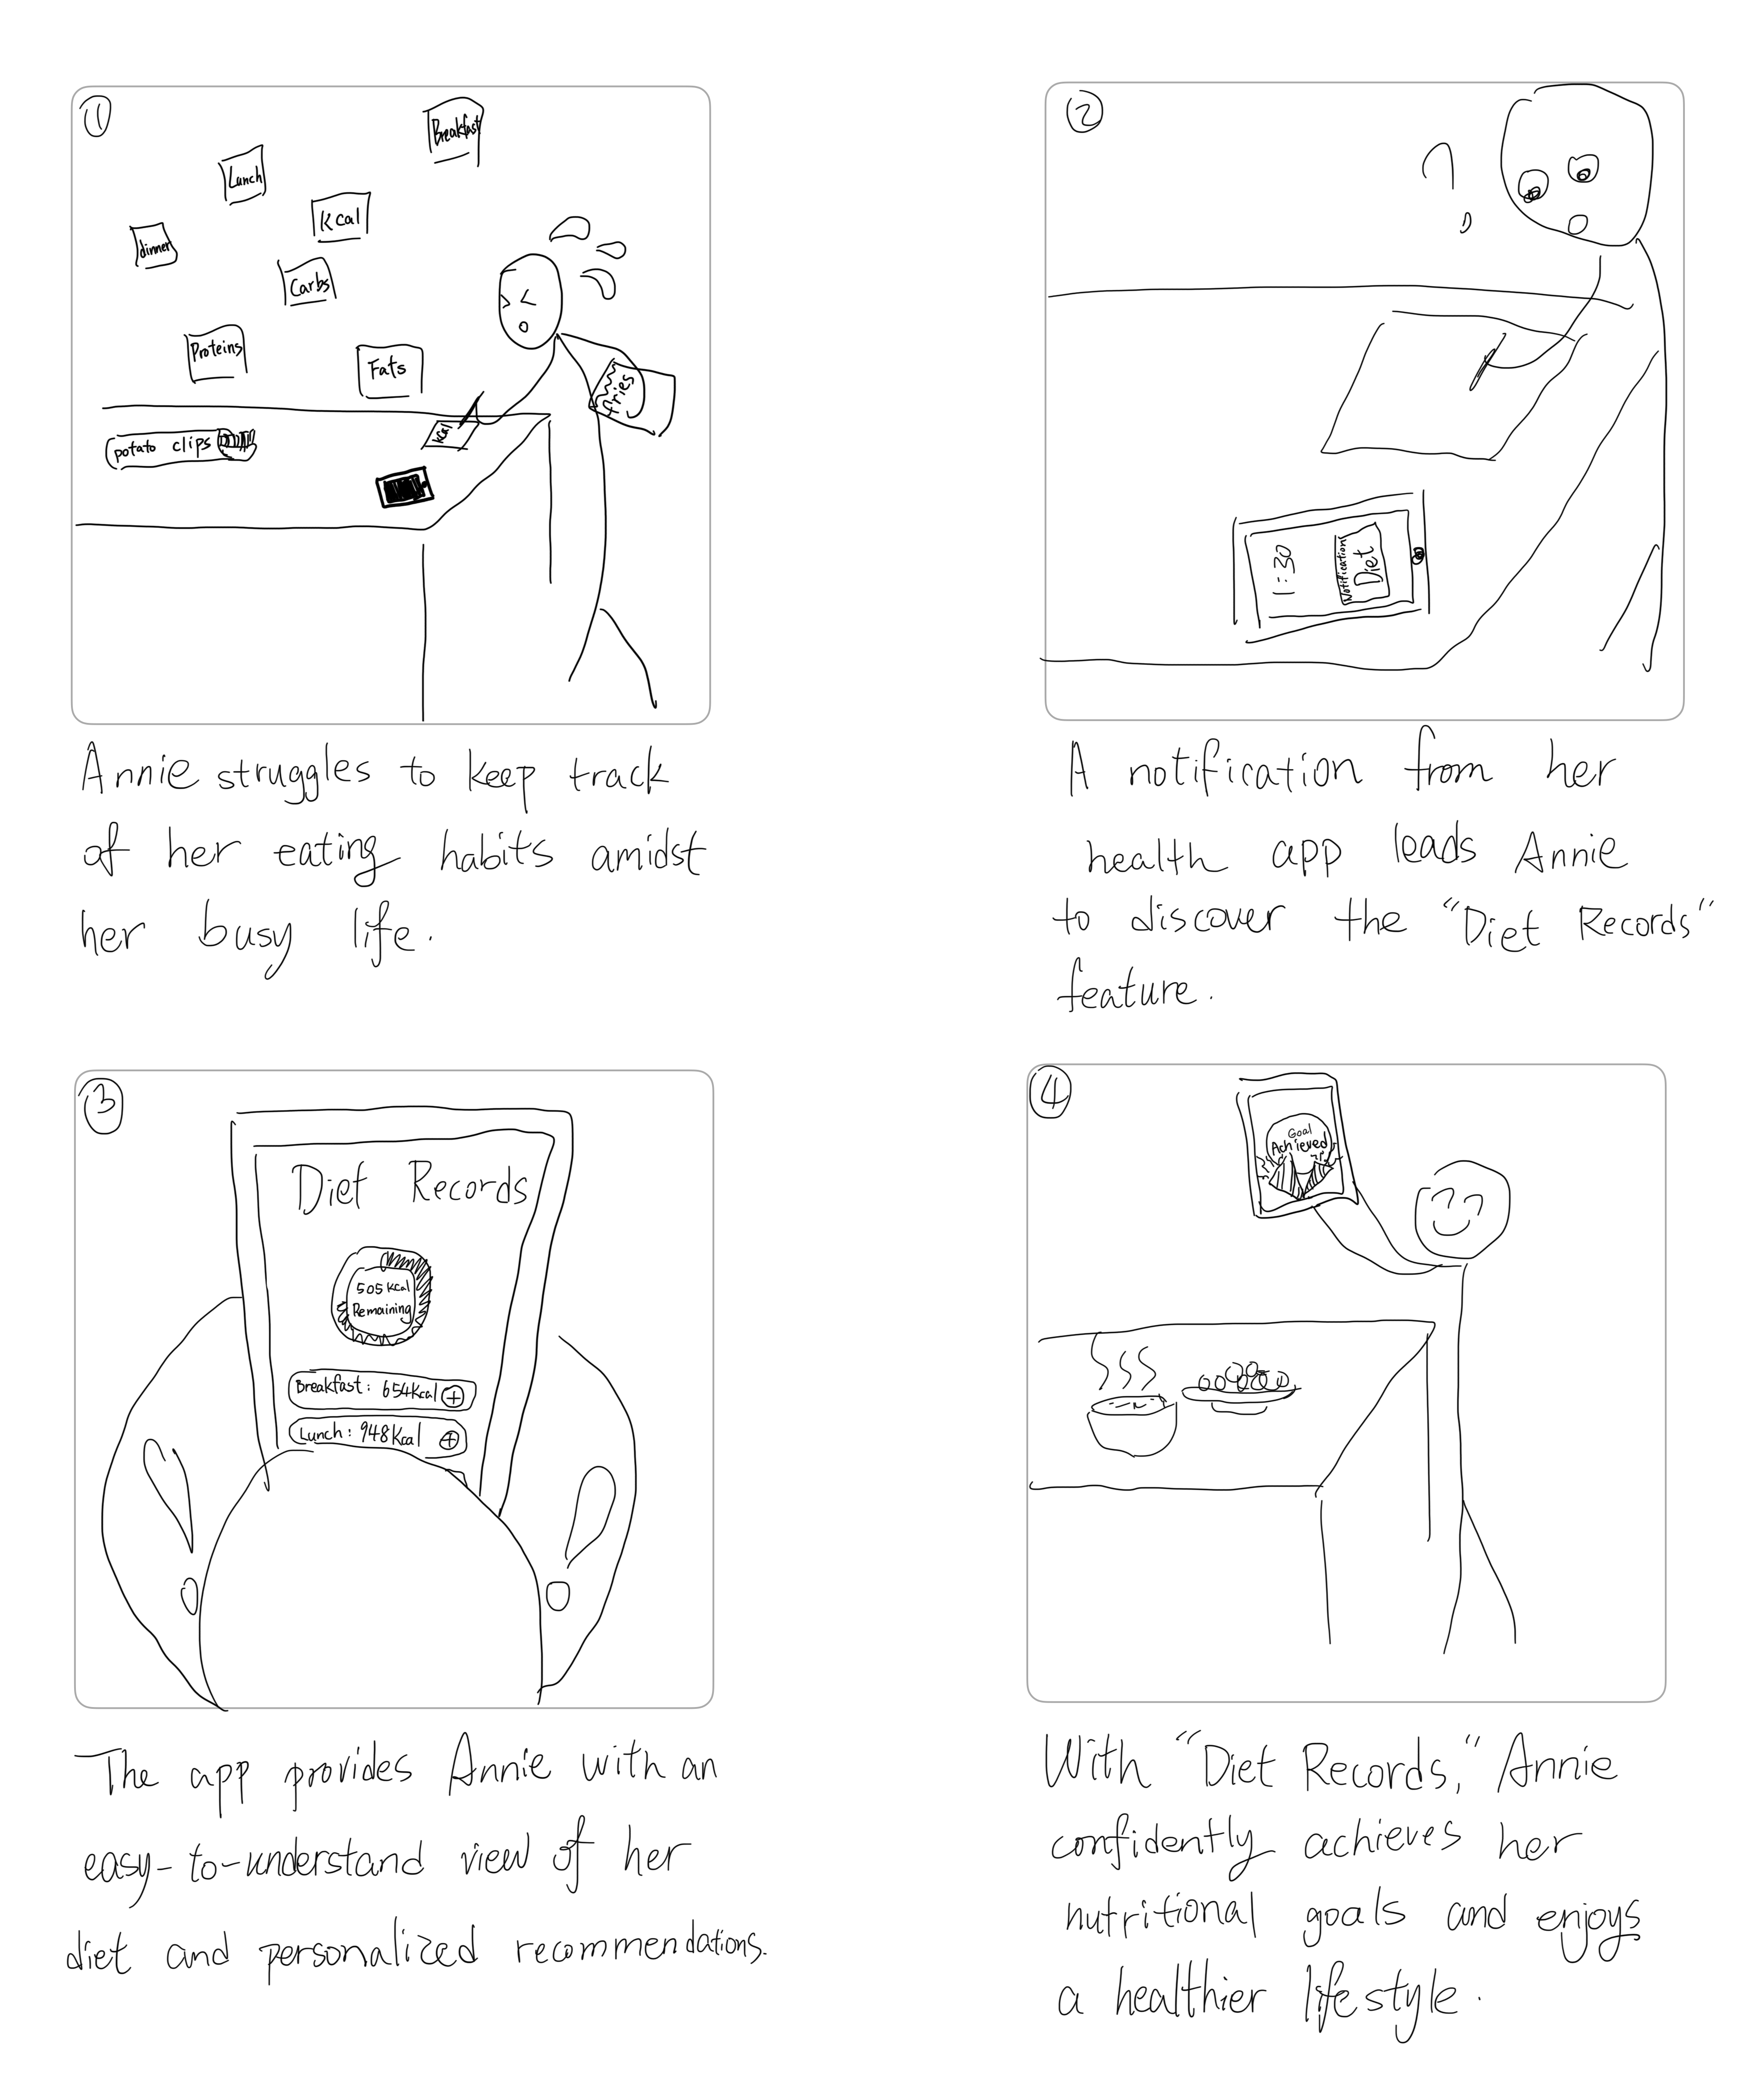 1
Breakfast
Lunch
Kcal
dinner
Carbs
Proteins
Fats
fries
potato clips
Kcal
Annie struggles to keep track
of her eating habits amidst
her busy life.
2
?
1:30
Notifications
Diet
A notification from her
health app leads Annie
to discover the “Diet Records”
feature.
3
Diet Records
505 Kcal
Remaining
Breakfast: 654Kcal +
Lunch: 948Kcal +
! !
The app provides Annie with an
easy-to-understand view of her
diet and personalized recommendations.
4
Goal
Achieved
With “Diet Records,” Annie
confidently achieves her
nutritional goals and enjoys
a healthier lifestyle.